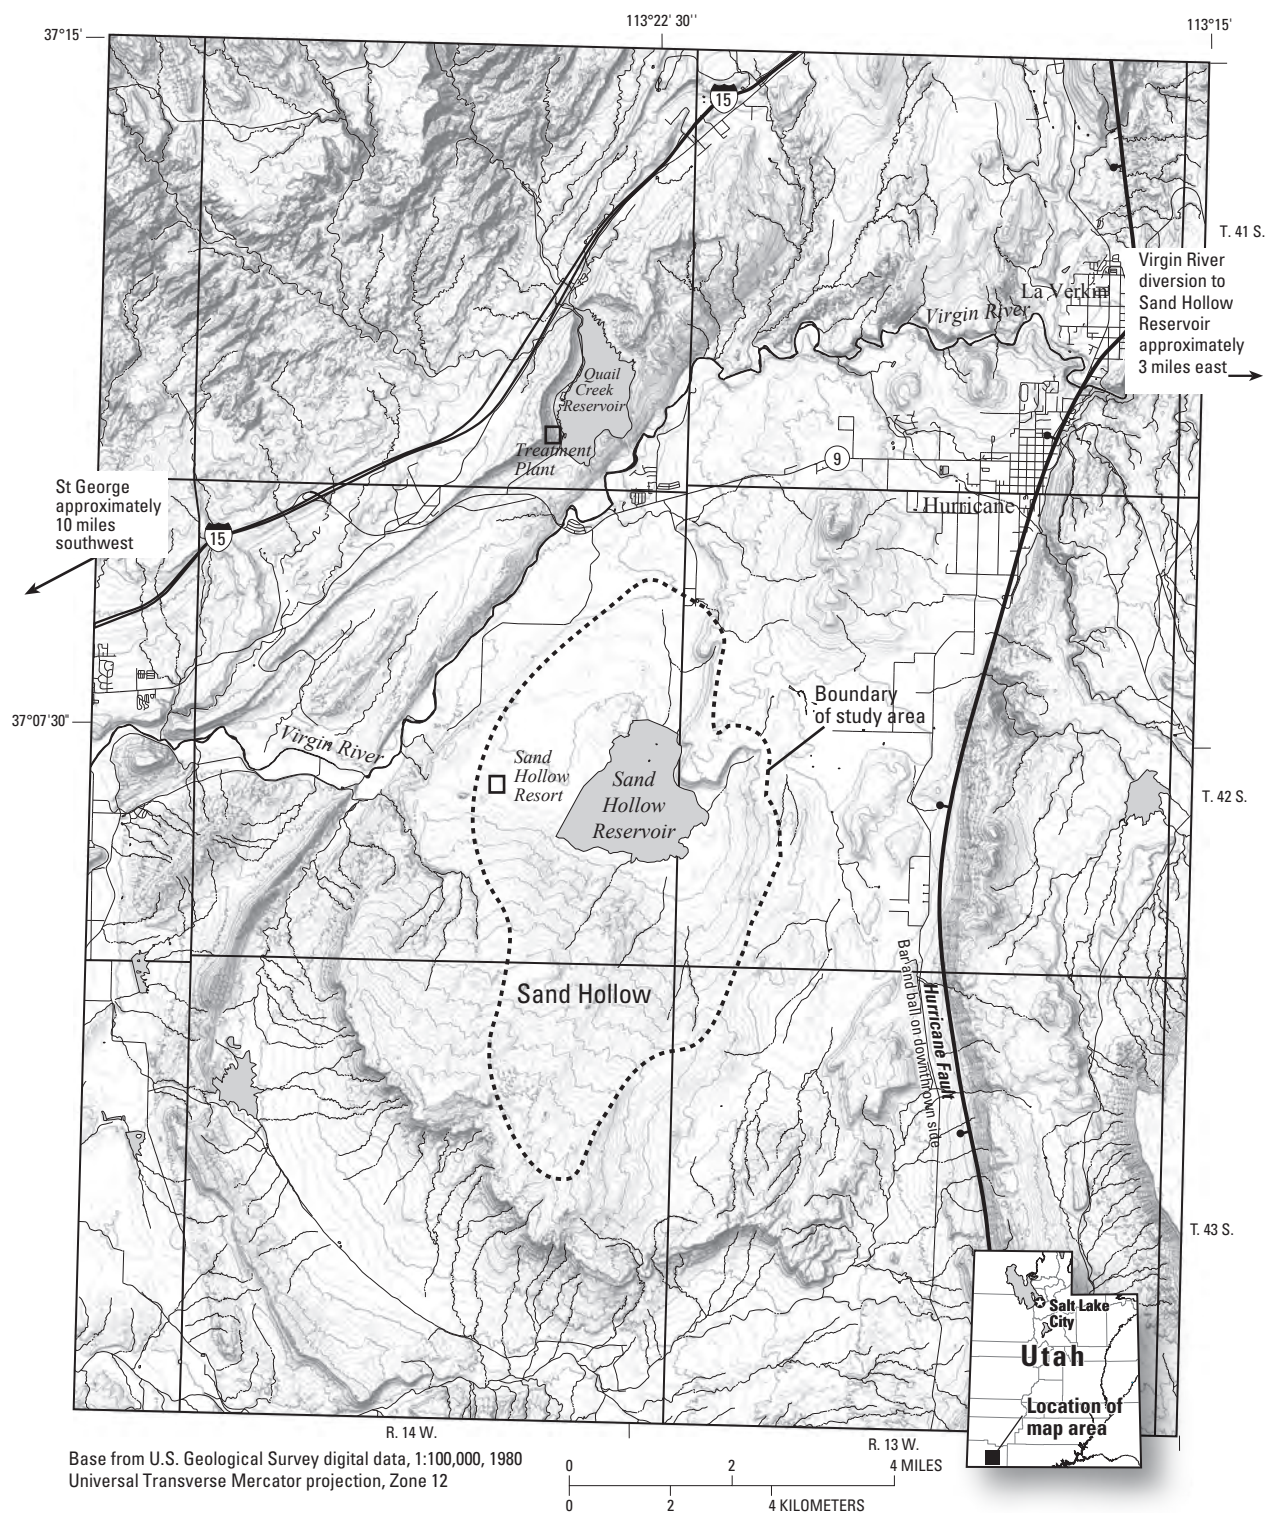 37°15'
113°22' 30''
113°15'
15
T. 41 S.
Virgin River
diversion to
Sand Hollow
Reservoir
approximately
3 miles east
La Verkin
Virgin River
Quail
Creek
Reservoir
Treatment
Plant
9
St George
approximately
10 miles
southwest
15
Hurricane
Boundary
of study area
37°07'30"
Virgin River
Sand
Hollow
Resort
Sand
Hollow
Reservoir
T. 42 S.
Sand Hollow
Hurricane Fault
Bar and ball on downthrown side
T. 43 S.
Salt Lake
City
Utah
Location of
map area
R. 14 W.
R. 13 W.
Base from U.S. Geological Survey digital data, 1:100,000, 1980
Universal Transverse Mercator projection, Zone 12
0 2 4 MILES
0 2 4 KILOMETERS